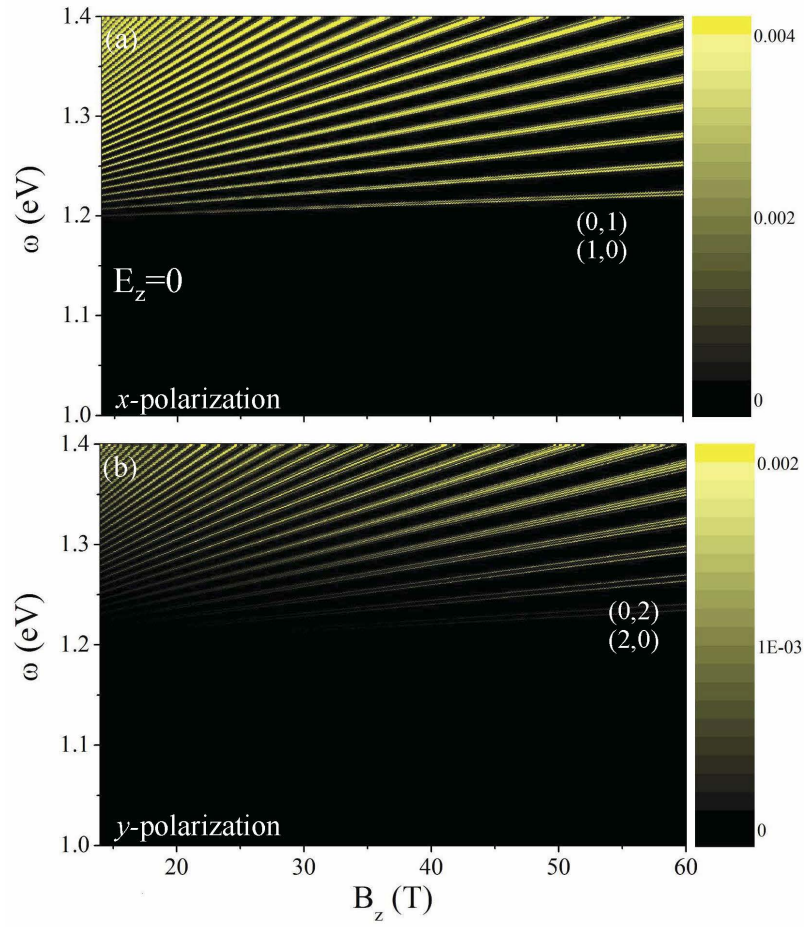 (a)
1.4
1.3
1.2
1.1
1.0
ω (eV)
(0,1)
(1,0)
E_z=0
x-polarization
0.004
0.002
0
(b)
1.4
1.3
1.2
1.1
1.0
ω (eV)
(0,2)
(2,0)
y-polarization
0.002
1E-03
0
20 30 40 50 60
B_z (T)